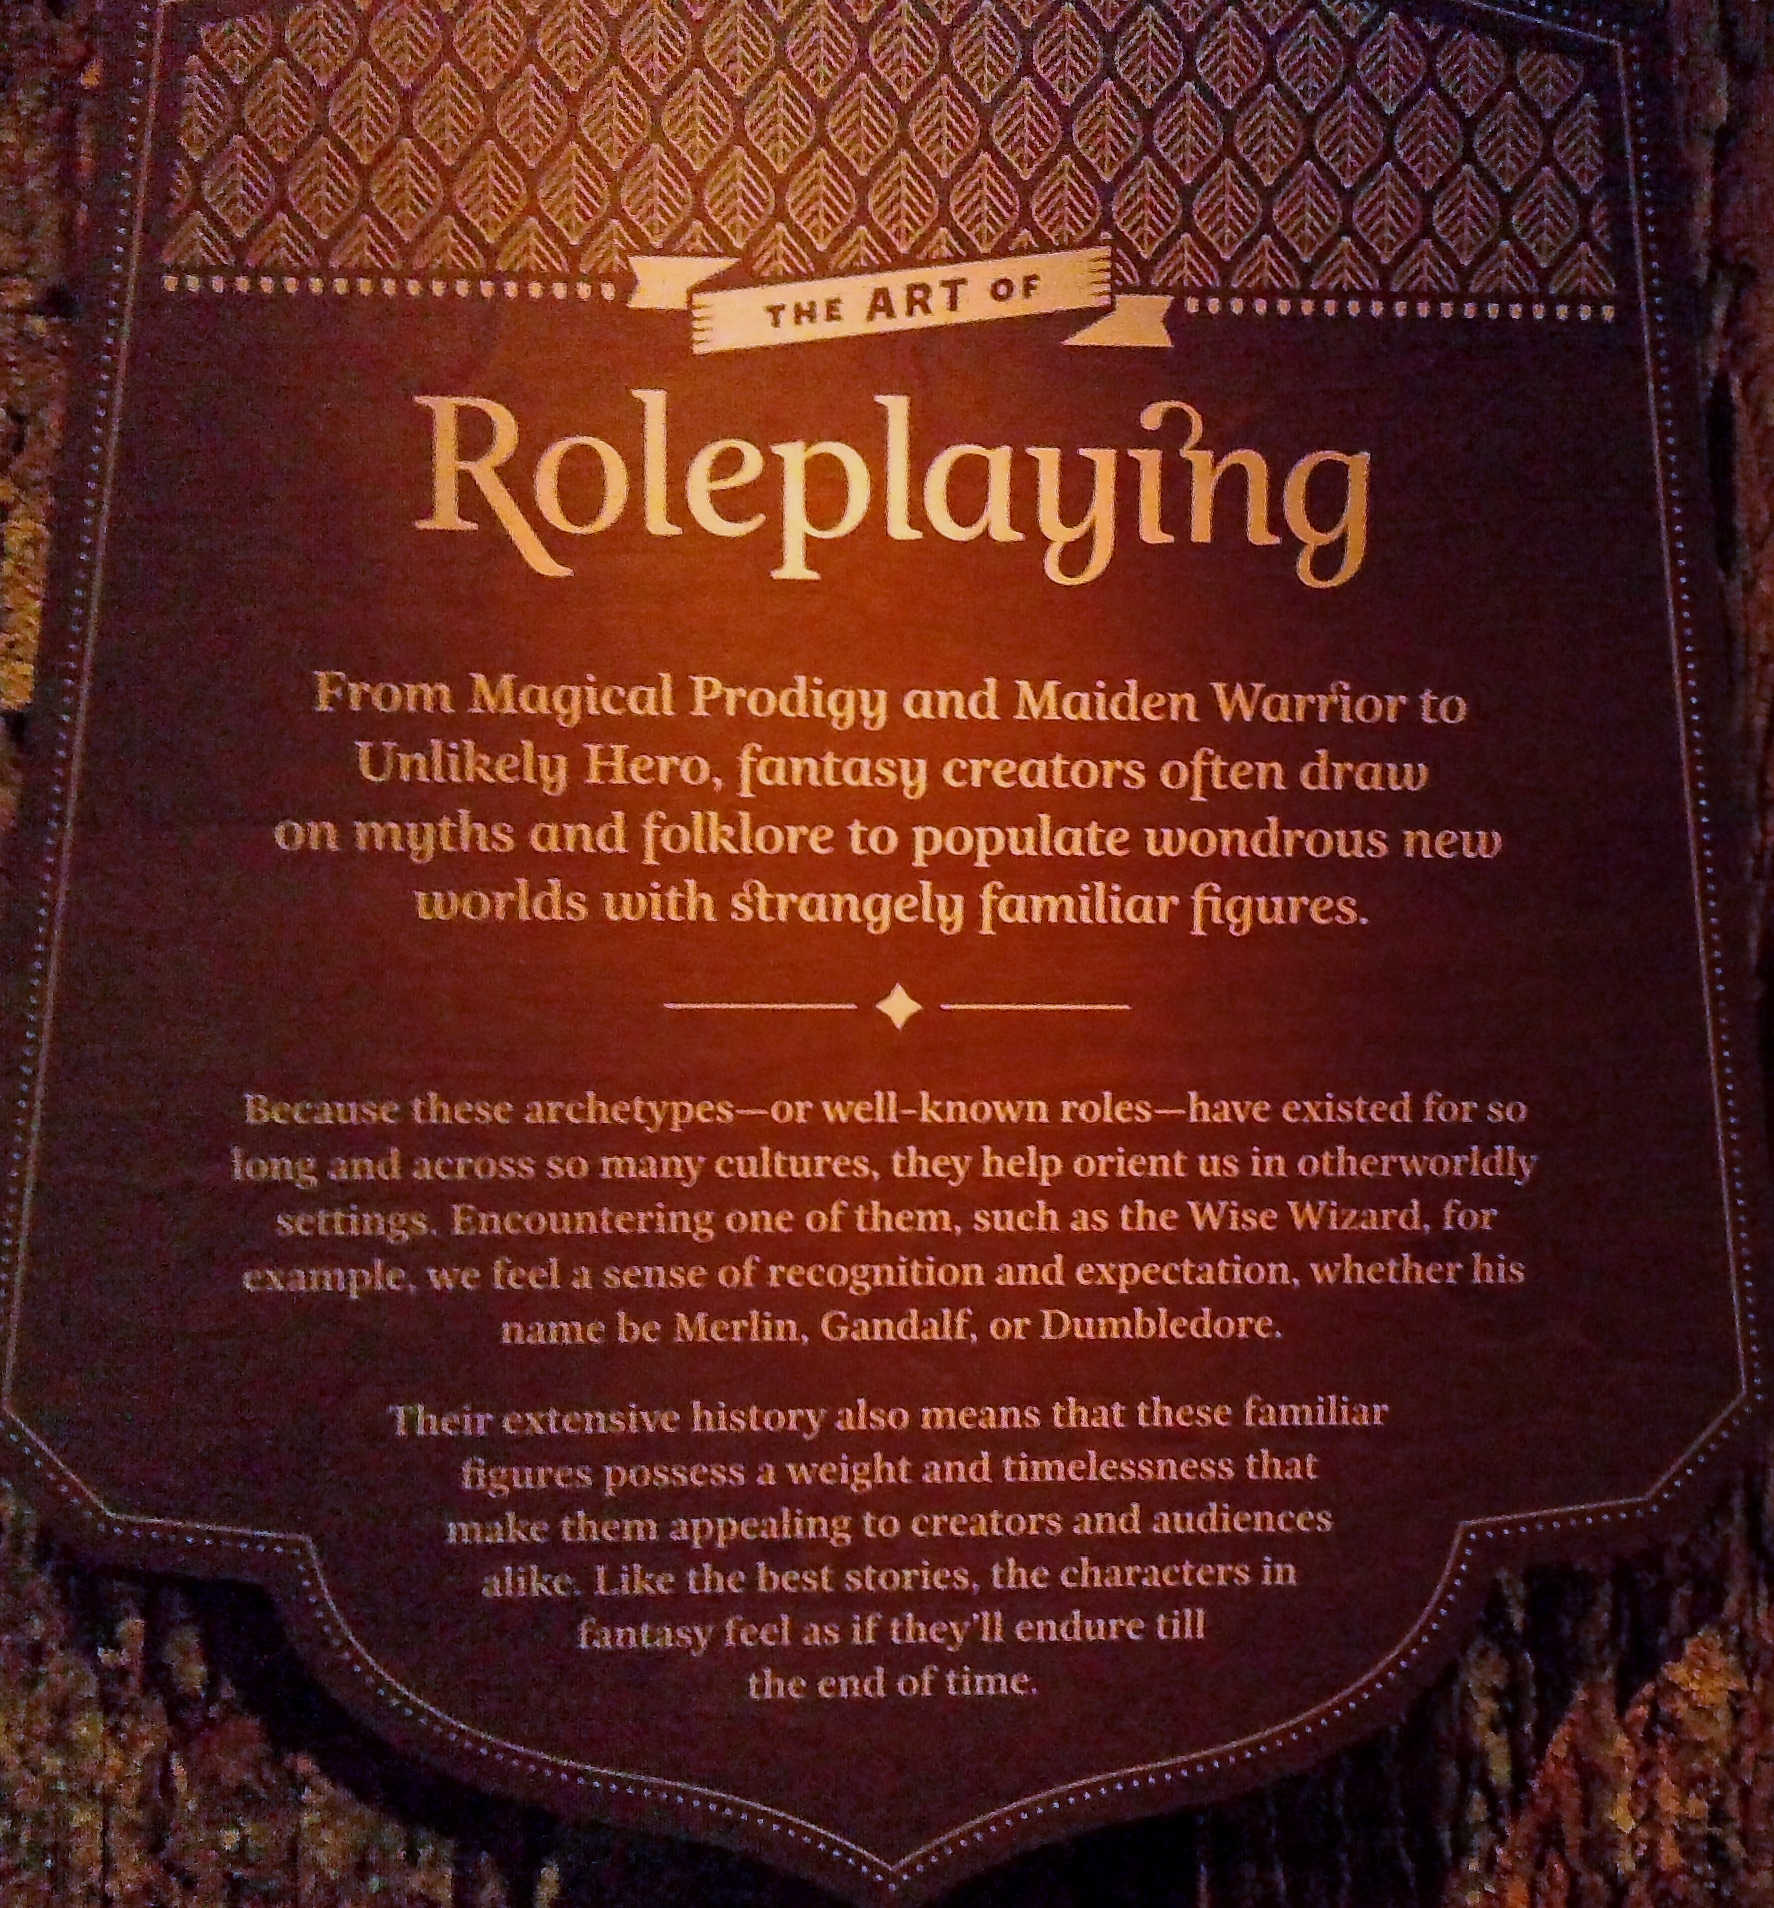 THE ART OF
Roleplaying
From Magical Prodigy and Maiden Warrior to
Unlikely Hero, fantasy creators often draw
on myths and folklore to populate wondrous new
worlds with strangely familiar figures.
Because these archetypes—or well-known roles—have existed for so
long and across so many cultures, they help orient us in otherworldly
settings. Encountering one of them, such as the Wise Wizard, for
example, we feel a sense of recognition and expectation, whether his
name be Merlin, Gandalf, or Dumbledore.
Their extensive history also means that these familiar
figures possess a weight and timelessness that
make them appealing to creators and audiences
alike. Like the best stories, the characters in
fantasy feel as if they'll endure till
the end of time.